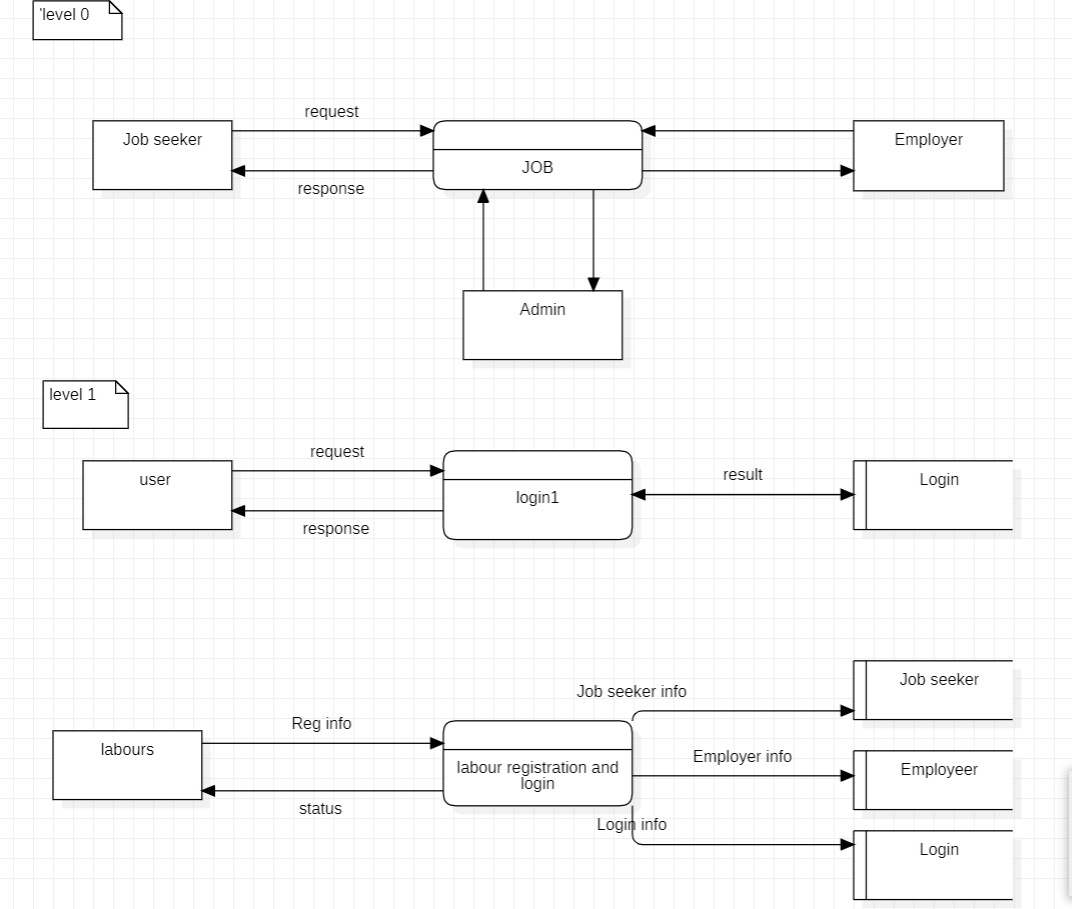 'level 0
request
Job seeker
Employer
JOB
response
Admin
level 1
request
user
result
Login
login1
response
Job seeker
Job seeker info
Reg info
labours
Employer info
Employeer
labour registration and
login
status
Login info
Login